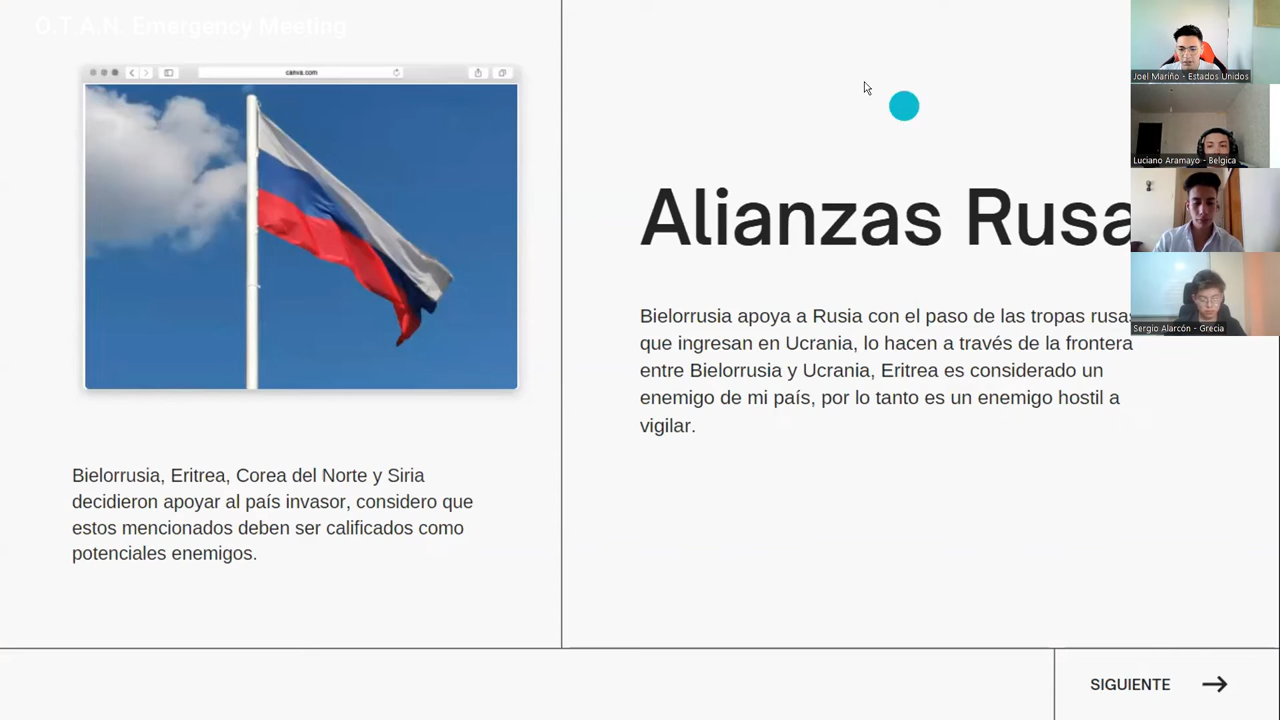 O.T.A.N. Emergency Meeting
canva.com
Bielorrusia, Eritrea, Corea del Norte y Siria
decidieron apoyar al país invasor, considero que
estos mencionados deben ser calificados como
potenciales enemigos.
Alianzas Rusa
Bielorrusia apoya a Rusia con el paso de las tropas rusas
que ingresan en Ucrania, lo hacen a través de la frontera
entre Bielorrusia y Ucrania, Eritrea es considerado un
enemigo de mi país, por lo tanto es un enemigo hostil a
vigilar.
Joel Mariño - Estados Unidos
Luciano Aramayo - Belgica
Sergio Alarcón - Grecia
SIGUIENTE